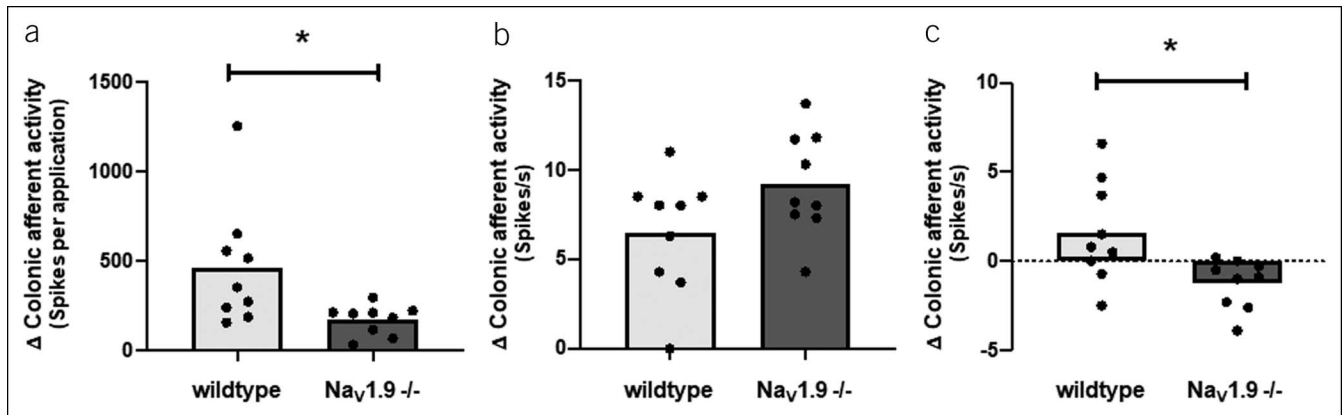 a
*
Δ Colonic afferent activity
(Spikes per application)
1500
1000
500
0
wildtype
Naᵥ1.9 -/-
b
Δ Colonic afferent activity
(Spikes/s)
15
10
5
0
wildtype
Naᵥ1.9 -/-
c
*
Δ Colonic afferent activity
(Spikes/s)
10
5
0
-5
wildtype
Naᵥ1.9 -/-